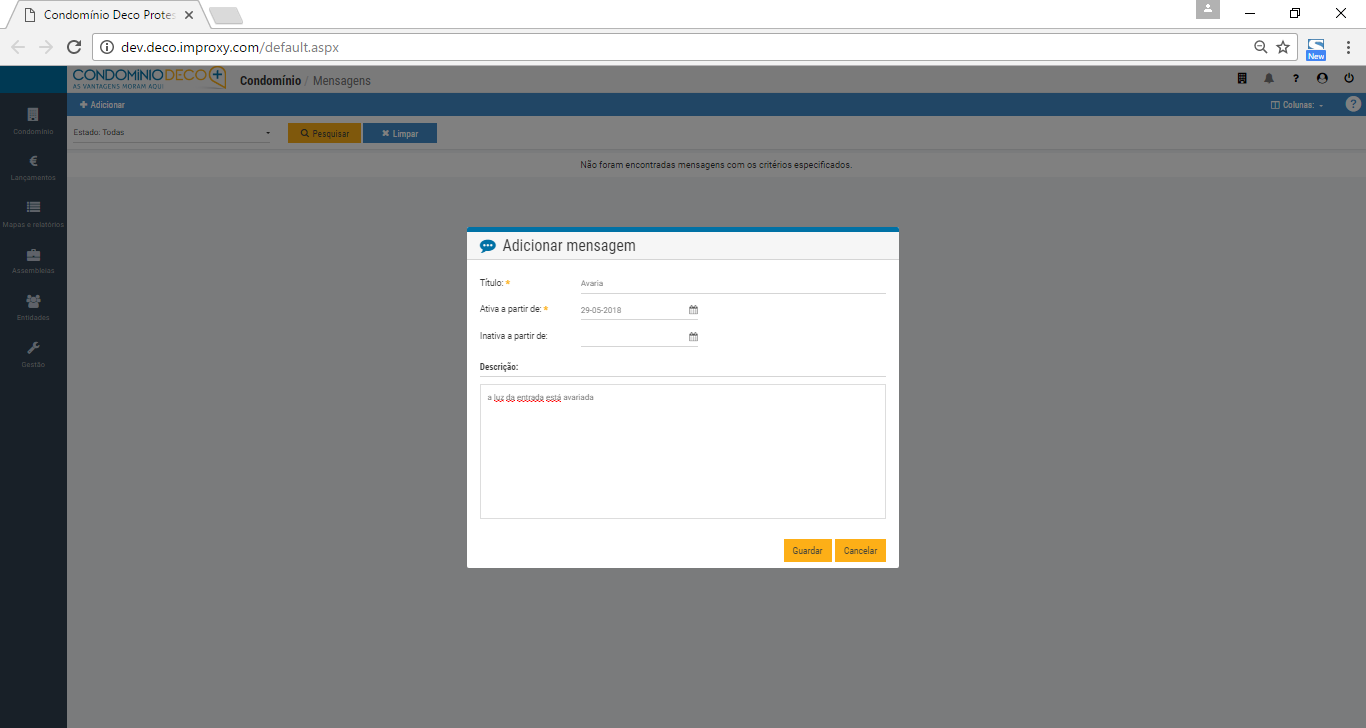 Condomínio Deco Protes
dev.deco.improxy.com/default.aspx
New
CONDOMÍNIODECO+
AS VANTAGENS MORAM AQUI
Condomínio / Mensagens
?
Adicionar
Colunas:
?
Condomínio
Estado: Todas
Pesquisar
Limpar
Não foram encontradas mensagens com os critérios especificados.
€
Lançamentos
Mapas e relatórios
Assembleias
Entidades
Gestão
Adicionar mensagem
Título: *
Avaria
Ativa a partir de: *
29-05-2018
Inativa a partir de:
Descrição:
a luz da entrada está avariada
Guardar
Cancelar